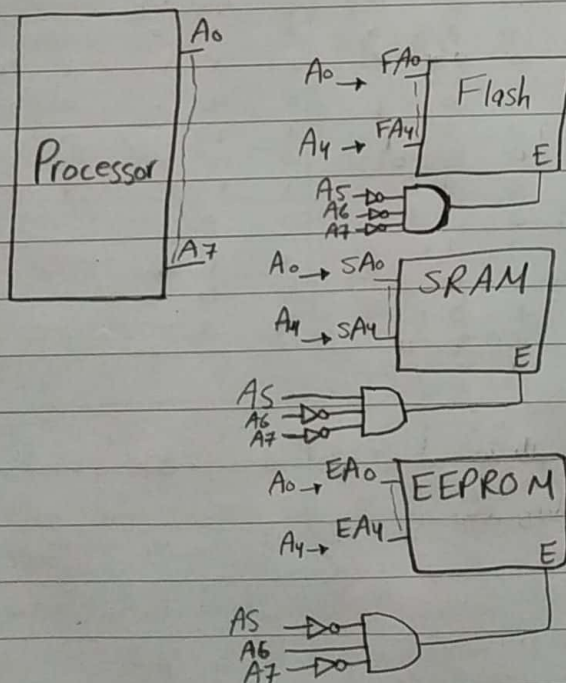 Processor
A0
A7
A0 → FA0
A4 → FA4
Flash
E
A5
A6
A7
A0 → SA0
A4 → SA4
SRAM
E
A5
A6
A7
A0 → EA0
A4 → EA4
EEPROM
E
A5
A6
A7